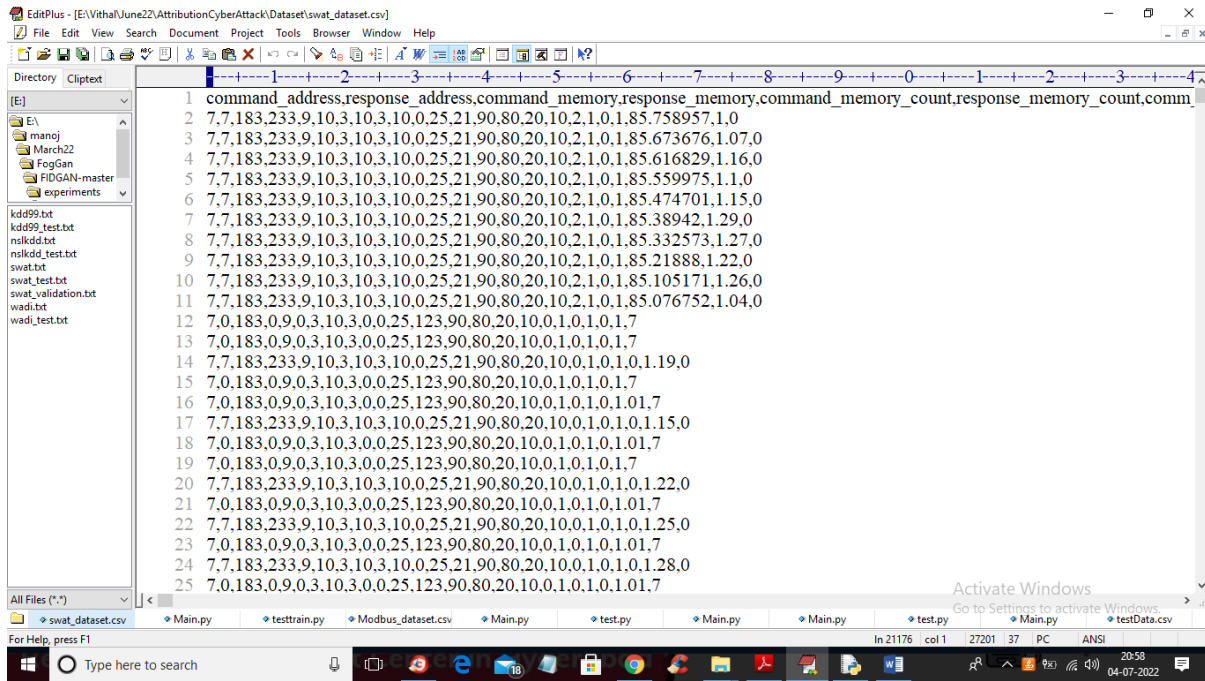 EditPlus - [E:\Vithal\June22\AttributionCyberAttack\Dataset\swat_dataset.csv]
File Edit View Search Document Project Tools Browser Window Help
Directory Cliptext
----+----1----+----2----+----3----+----4----+----5----+----6----+----7----+----8----+----9----+----0----+----1----+----2----+----3----+----4
[E:]
E:\
manoj
March22
FogGan
FIDGAN-master
experiments
kdd99.txt
kdd99_test.txt
nslkdd.txt
nslkdd_test.txt
swat.txt
swat_test.txt
swat_validation.txt
wadi.txt
wadi_test.txt
All Files (*.*)
1 command_address,response_address,command_memory,response_memory,command_memory_count,response_memory_count,comm_
2 7,7,183,233,9,10,3,10,3,10,0,25,21,90,80,20,10,2,1,0,1,85.758957,1,0
3 7,7,183,233,9,10,3,10,3,10,0,25,21,90,80,20,10,2,1,0,1,85.673676,1.07,0
4 7,7,183,233,9,10,3,10,3,10,0,25,21,90,80,20,10,2,1,0,1,85.616829,1.16,0
5 7,7,183,233,9,10,3,10,3,10,0,25,21,90,80,20,10,2,1,0,1,85.559975,1.1,0
6 7,7,183,233,9,10,3,10,3,10,0,25,21,90,80,20,10,2,1,0,1,85.474701,1.15,0
7 7,7,183,233,9,10,3,10,3,10,0,25,21,90,80,20,10,2,1,0,1,85.38942,1.29,0
8 7,7,183,233,9,10,3,10,3,10,0,25,21,90,80,20,10,2,1,0,1,85.332573,1.27,0
9 7,7,183,233,9,10,3,10,3,10,0,25,21,90,80,20,10,2,1,0,1,85.21888,1.22,0
10 7,7,183,233,9,10,3,10,3,10,0,25,21,90,80,20,10,2,1,0,1,85.105171,1.26,0
11 7,7,183,233,9,10,3,10,3,10,0,25,21,90,80,20,10,2,1,0,1,85.076752,1.04,0
12 7,0,183,0,9,0,3,10,3,0,0,25,123,90,80,20,10,0,1,0,1,0,1,7
13 7,0,183,0,9,0,3,10,3,0,0,25,123,90,80,20,10,0,1,0,1,0,1,7
14 7,7,183,233,9,10,3,10,3,10,0,25,21,90,80,20,10,0,1,0,1,0,1.19,0
15 7,0,183,0,9,0,3,10,3,0,0,25,123,90,80,20,10,0,1,0,1,0,1,7
16 7,0,183,0,9,0,3,10,3,0,0,25,123,90,80,20,10,0,1,0,1,0,1.01,7
17 7,7,183,233,9,10,3,10,3,10,0,25,21,90,80,20,10,0,1,0,1,0,1.15,0
18 7,0,183,0,9,0,3,10,3,0,0,25,123,90,80,20,10,0,1,0,1,0,1.01,7
19 7,0,183,0,9,0,3,10,3,0,0,25,123,90,80,20,10,0,1,0,1,0,1,7
20 7,7,183,233,9,10,3,10,3,10,0,25,21,90,80,20,10,0,1,0,1,0,1.22,0
21 7,0,183,0,9,0,3,10,3,0,0,25,123,90,80,20,10,0,1,0,1,0,1.01,7
22 7,7,183,233,9,10,3,10,3,10,0,25,21,90,80,20,10,0,1,0,1,0,1.25,0
23 7,0,183,0,9,0,3,10,3,0,0,25,123,90,80,20,10,0,1,0,1,0,1.01,7
24 7,7,183,233,9,10,3,10,3,10,0,25,21,90,80,20,10,0,1,0,1,0,1.28,0
25 7,0,183,0,9,0,3,10,3,0,0,25,123,90,80,20,10,0,1,0,1,0,1.01,7
Activate Windows
Go to Settings to activate Windows.
swat_dataset.csv Main.py testtrain.py Modbus_dataset.csv Main.py test.py Main.py Main.py test.py Main.py testData.csv
For Help, press F1 ln 21176 col 1 27201 37 PC ANSI
Type here to search
18
20:58
04-07-2022